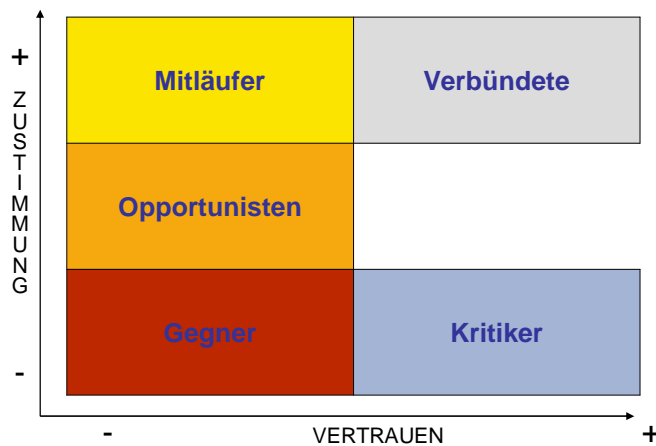 +
ZUSTIMMUNG
-
Mitläufer
Verbündete
Opportunisten
Gegner
Kritiker
-
VERTRAUEN
+